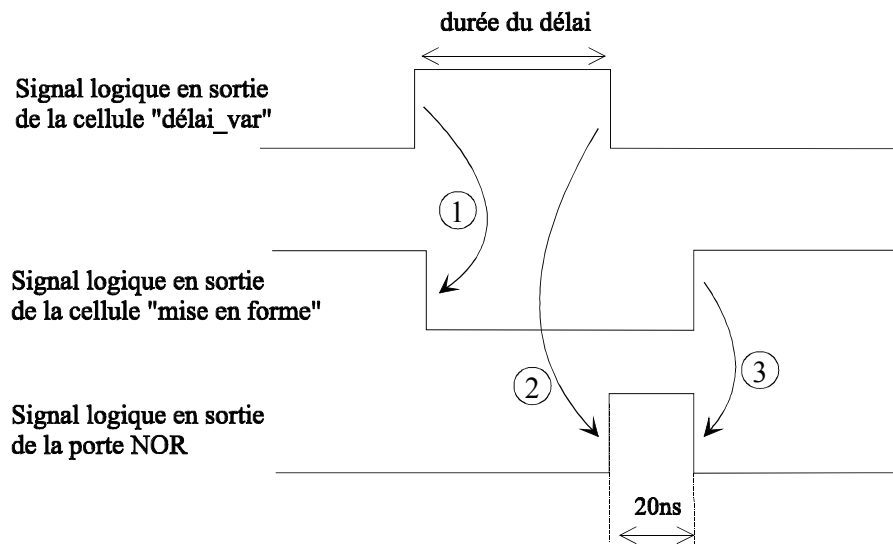 durée du délai
Signal logique en sortie
de la cellule "délai_var"
1
Signal logique en sortie
de la cellule "mise en forme"
2
3
Signal logique en sortie
de la porte NOR
20ns